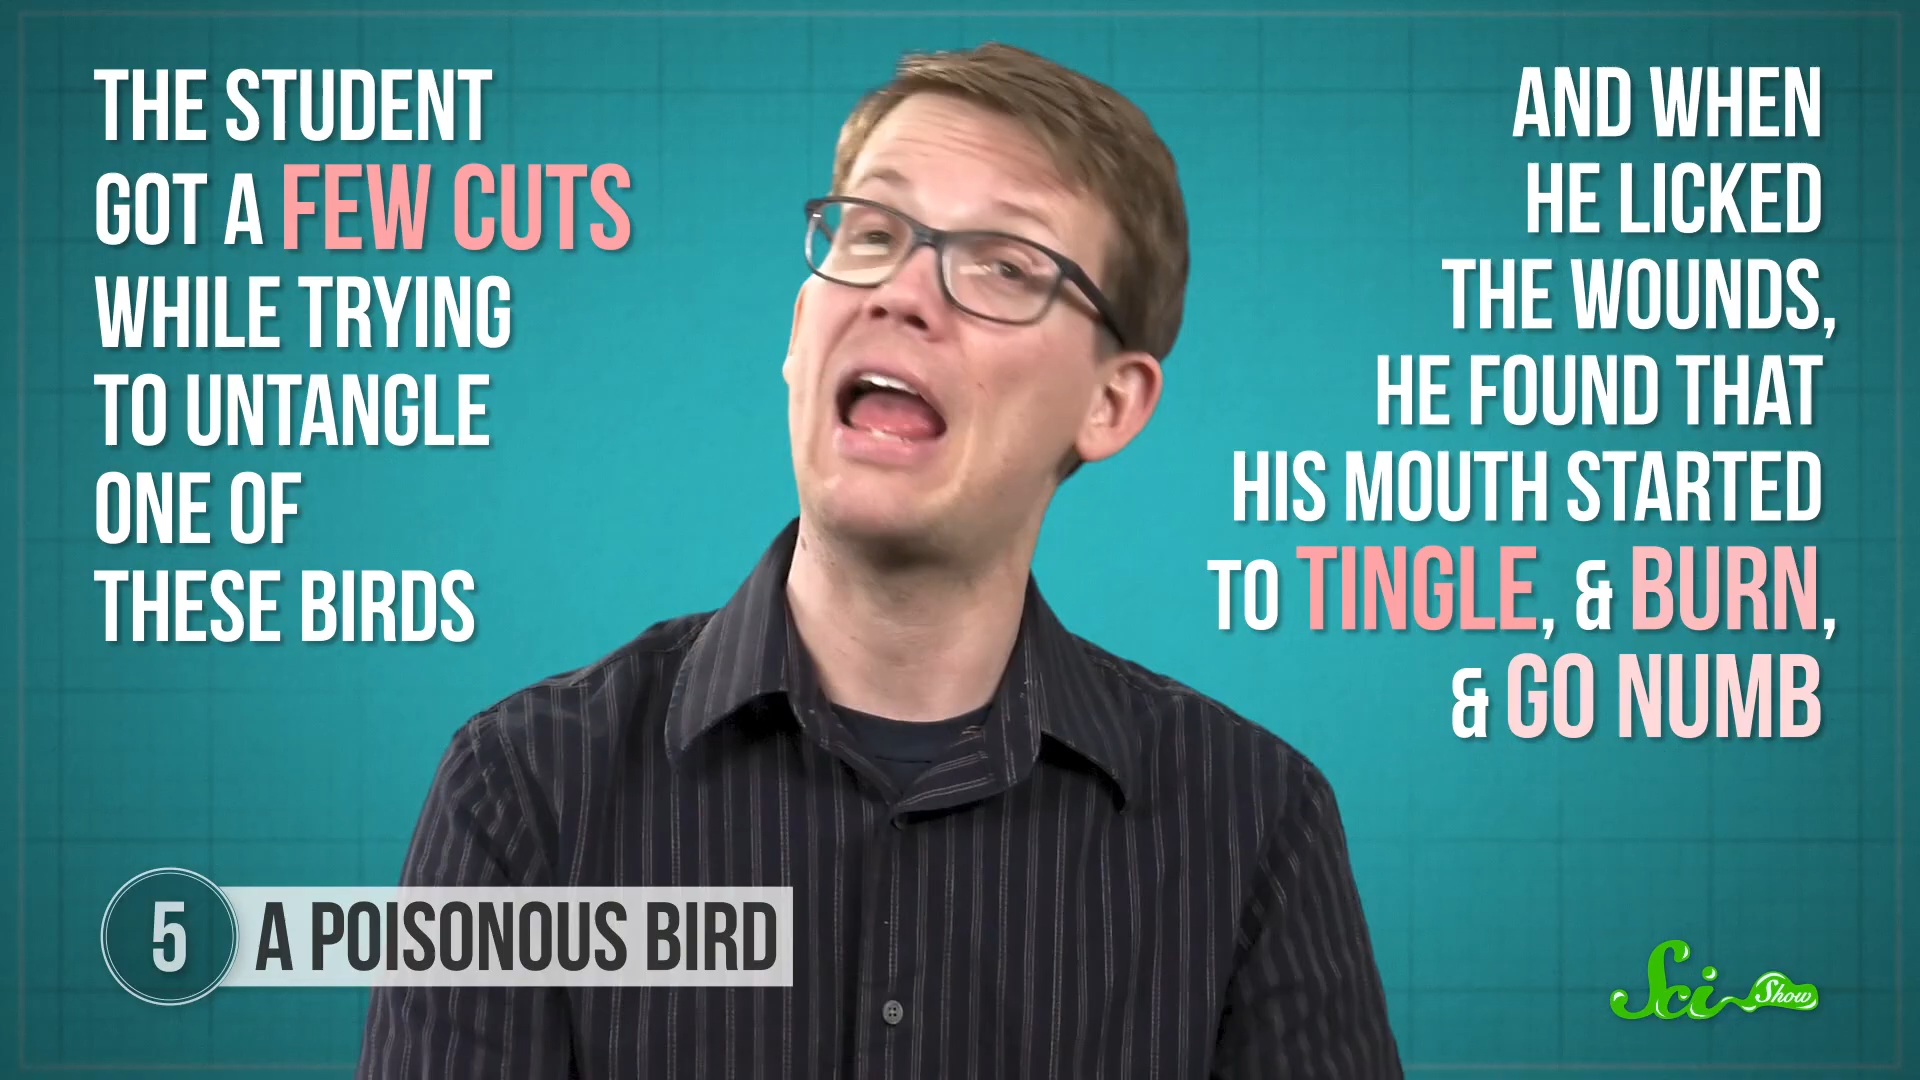 THE STUDENT
GOT A FEW CUTS
WHILE TRYING
TO UNTANGLE
ONE OF
THESE BIRDS
AND WHEN
HE LICKED
THE WOUNDS,
HE FOUND THAT
HIS MOUTH STARTED
TO TINGLE, & BURN,
& GO NUMB
5 A POISONOUS BIRD
Sci Show